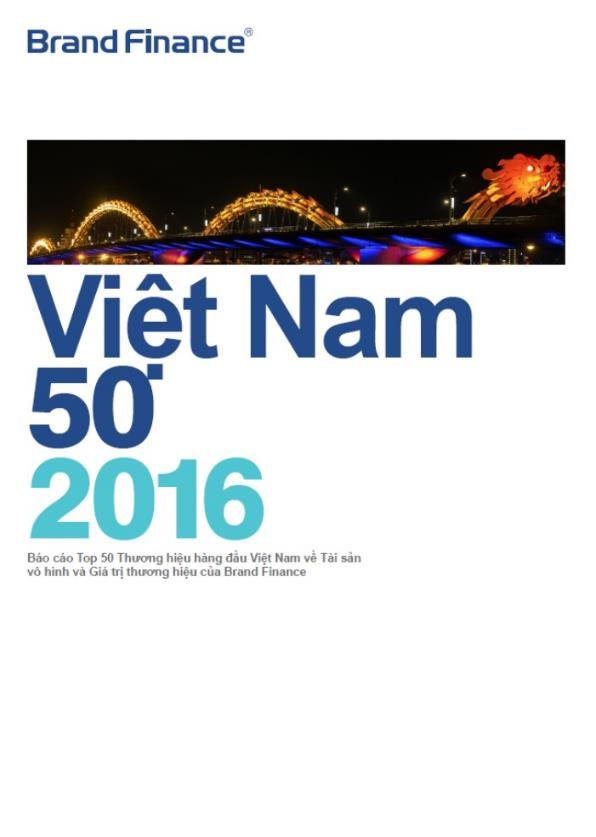 Brand Finance®
Việt Nam
50
2016
Báo cáo Top 50 Thương hiệu hàng đầu Việt Nam về Tài sản
vô hình và Giá trị thương hiệu của Brand Finance